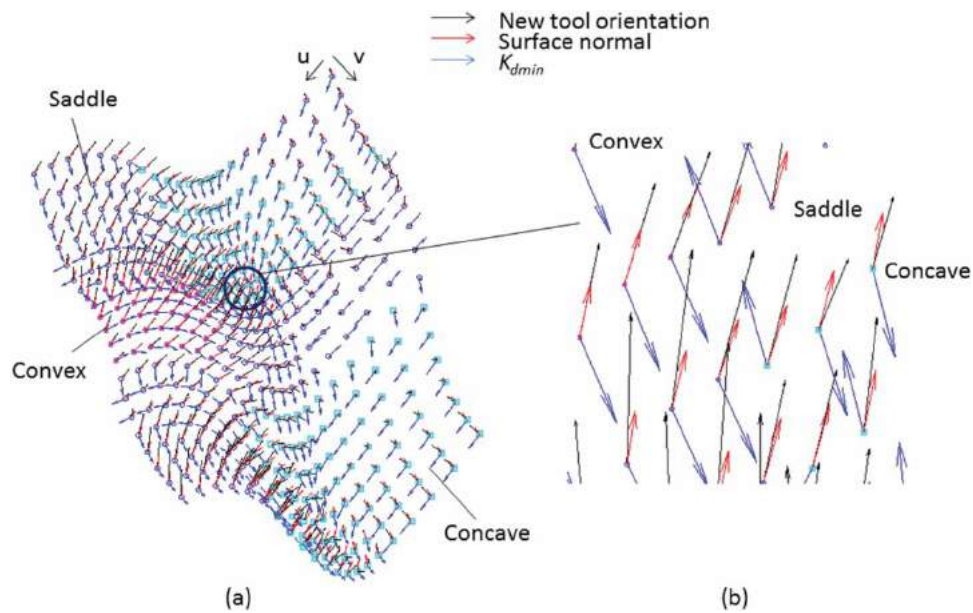 New tool orientation
Surface normal
Kdmin
u v
Saddle
Convex
Concave
(a)
Convex
Saddle
Concave
(b)